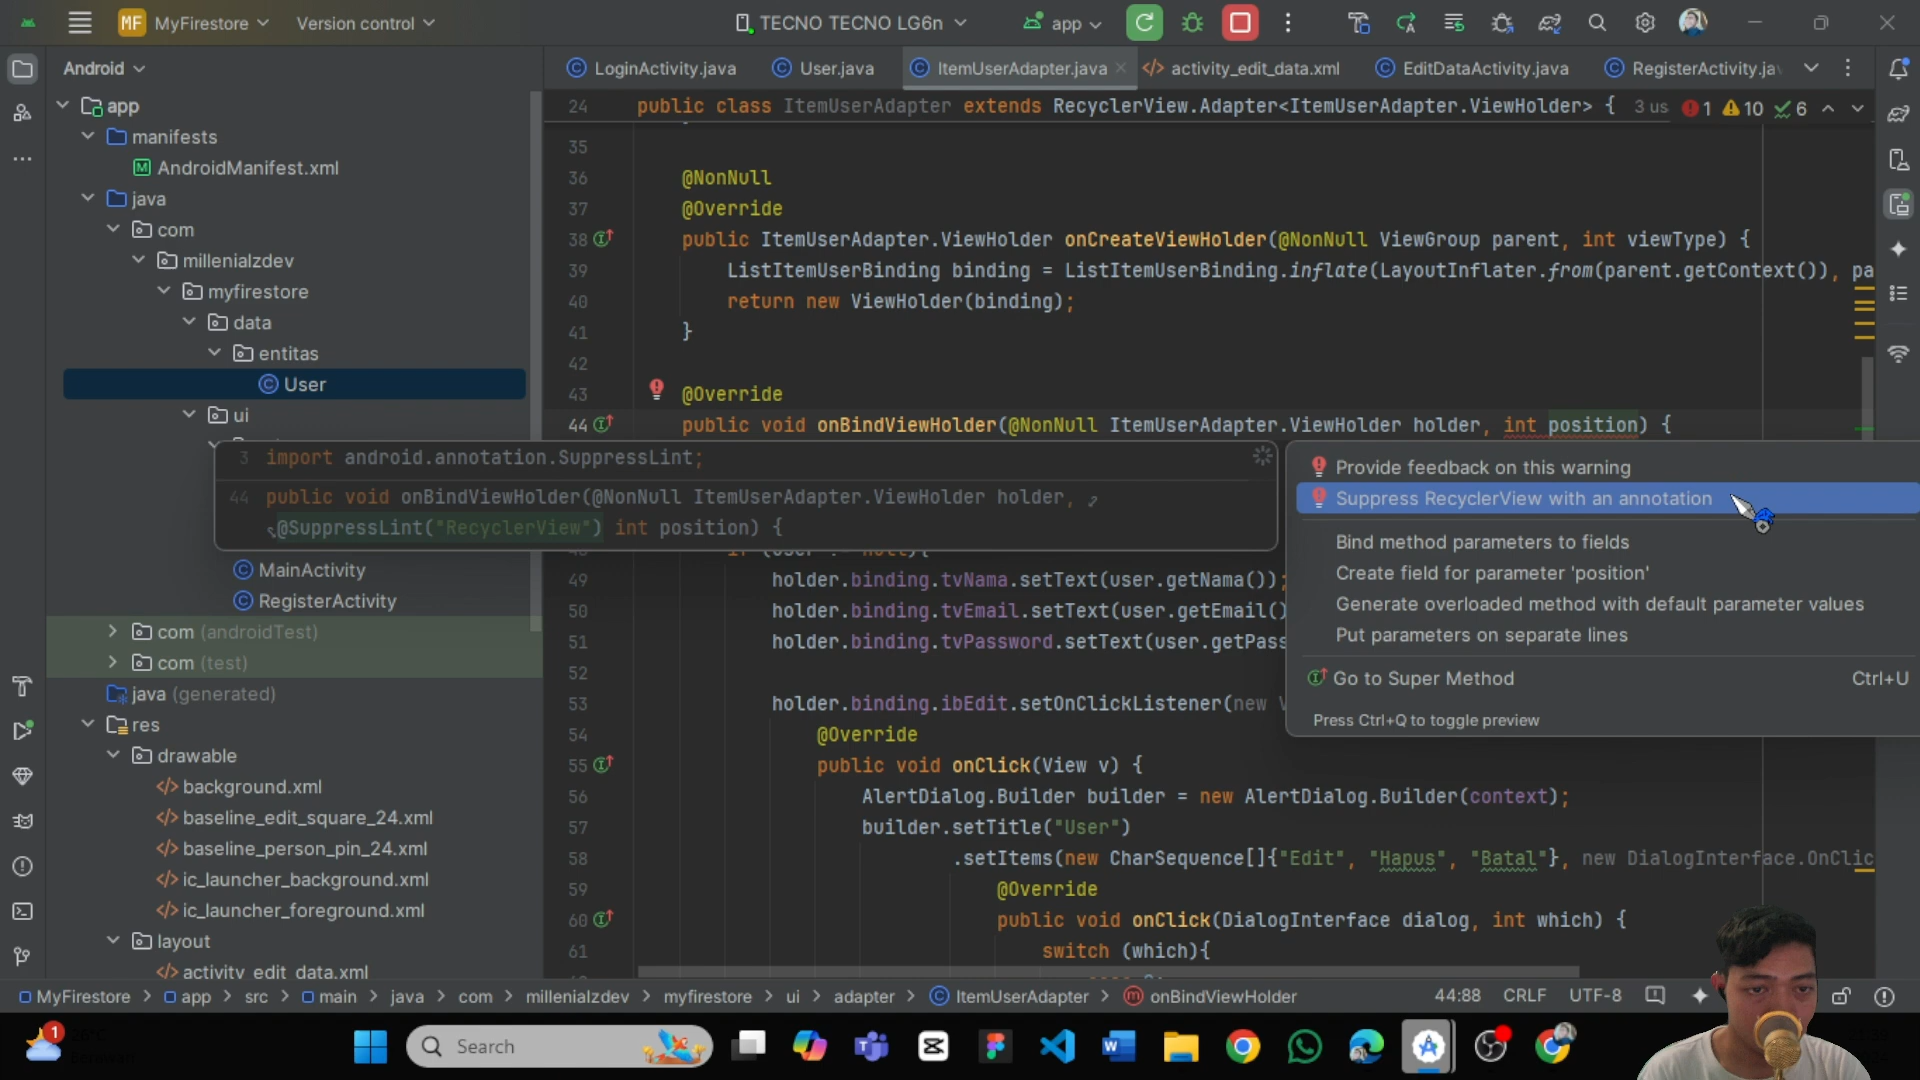 MF MyFirestore Version control TECNO TECNO LG6n app
Android
LoginActivity.java User.java ItemUserAdapter.java activity_edit_data.xml EditDataActivity.java RegisterActivity.ja
24 public class ItemUserAdapter extends RecyclerView.Adapter<ItemUserAdapter.ViewHolder> { 3 us 1 10 6
app
manifests
AndroidManifest.xml
java
com
millenialzdev
myfirestore
data
entitas
User
ui
MainActivity
RegisterActivity
com (androidTest)
com (test)
java (generated)
res
drawable
background.xml
baseline_edit_square_24.xml
baseline_person_pin_24.xml
ic_launcher_background.xml
ic_launcher_foreground.xml
layout
activity_edit_data.xml
35
36 @NonNull
37 @Override
38 public ItemUserAdapter.ViewHolder onCreateViewHolder(@NonNull ViewGroup parent, int viewType) {
39 ListItemUserBinding binding = ListItemUserBinding.inflate(LayoutInflater.from(parent.getContext()), pa
40 return new ViewHolder(binding);
41 }
42
43 @Override
44 public void onBindViewHolder(@NonNull ItemUserAdapter.ViewHolder holder, int position) {
3 import android.annotation.SuppressLint;
44 public void onBindViewHolder(@NonNull ItemUserAdapter.ViewHolder holder,
@SuppressLint("RecyclerView") int position) {
Provide feedback on this warning
Suppress RecyclerView with an annotation
Bind method parameters to fields
Create field for parameter 'position'
Generate overloaded method with default parameter values
Put parameters on separate lines
Go to Super Method Ctrl+U
Press Ctrl+Q to toggle preview
if (user != null){
49 holder.binding.tvNama.setText(user.getNama());
50 holder.binding.tvEmail.setText(user.getEmail()
51 holder.binding.tvPassword.setText(user.getPass
52
53 holder.binding.ibEdit.setOnClickListener(new V
54 @Override
55 public void onClick(View v) {
56 AlertDialog.Builder builder = new AlertDialog.Builder(context);
57 builder.setTitle("User")
58 .setItems(new CharSequence[]{"Edit", "Hapus", "Batal"}, new DialogInterface.OnClic
59 @Override
60 public void onClick(DialogInterface dialog, int which) {
61 switch (which){
MyFirestore > app > src > main > java > com > millenialzdev > myfirestore > ui > adapter > ItemUserAdapter > onBindViewHolder 44:88 CRLF UTF-8
1 Search